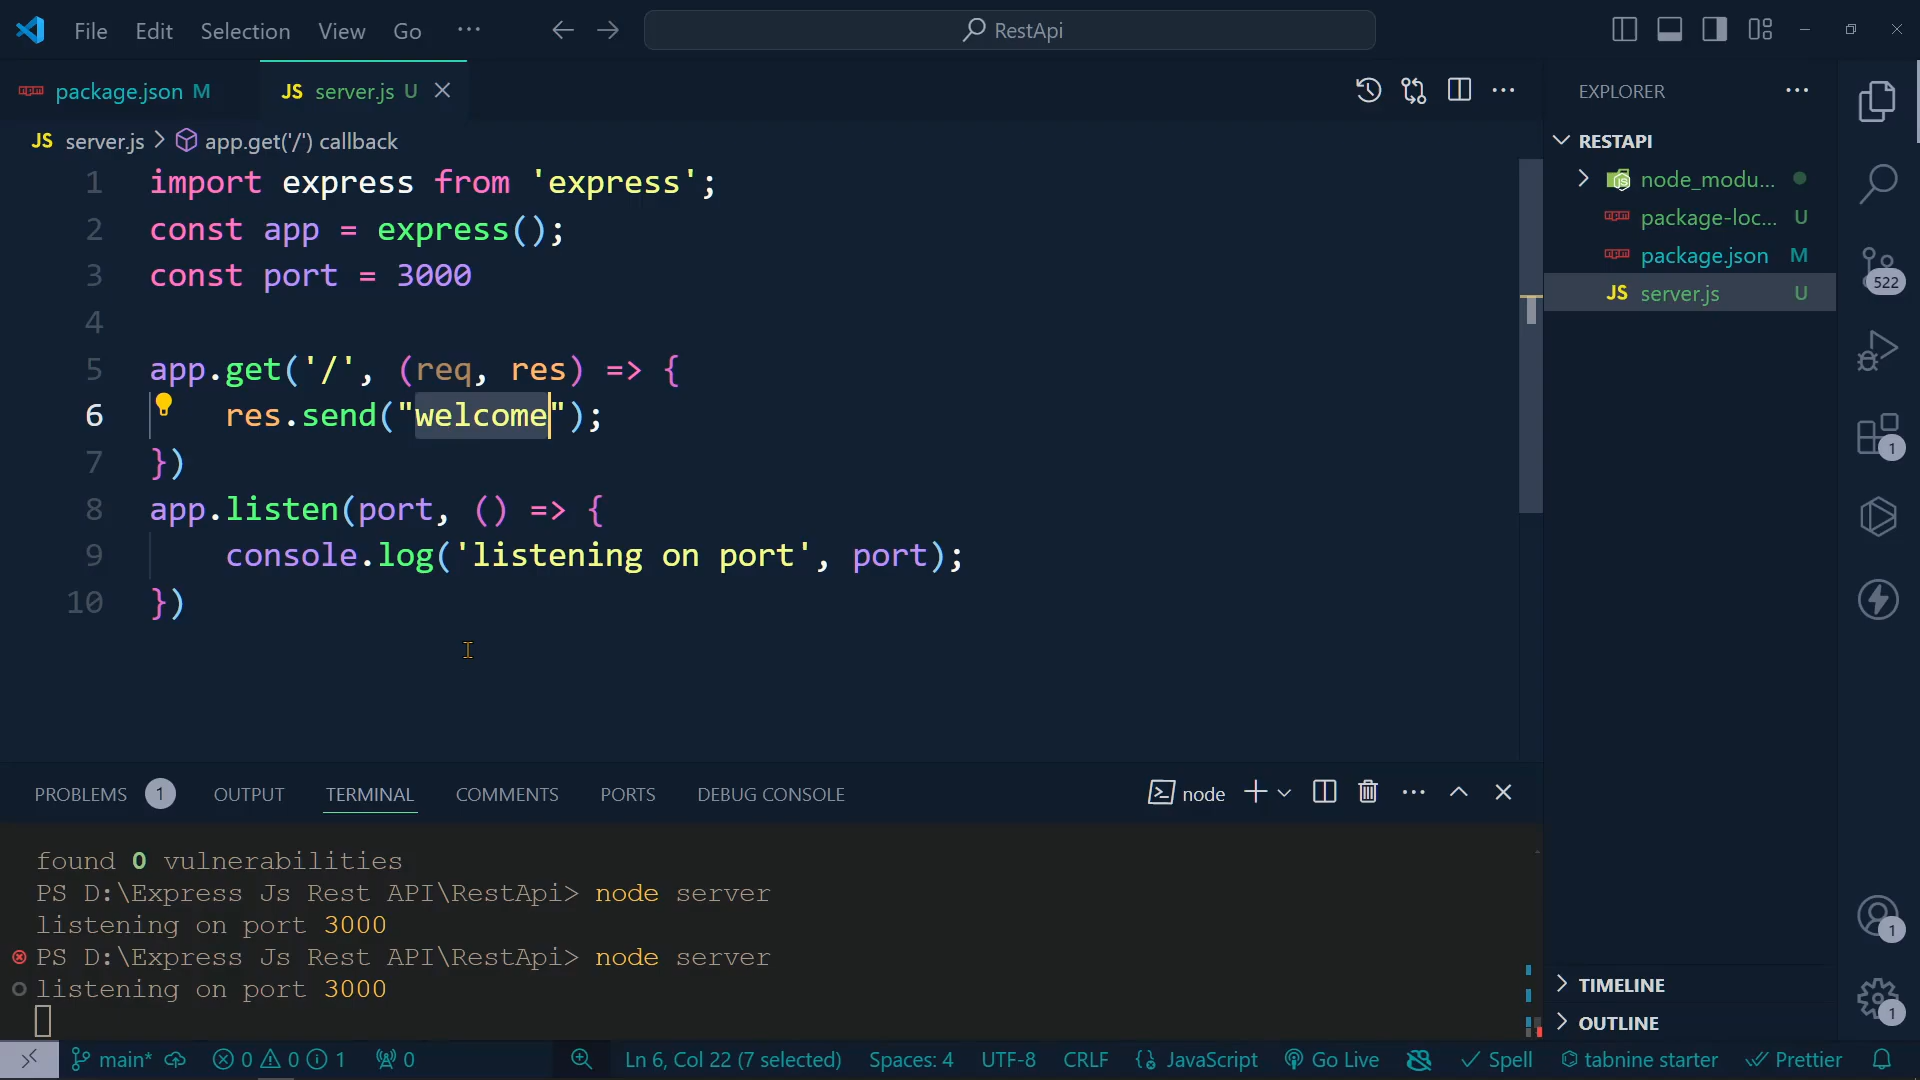 File Edit Selection View Go ··· RestApi
package.json M JS server.js U
JS server.js > app.get('/') callback
1 import express from 'express';
2 const app = express();
3 const port = 3000
4
5 app.get('/', (req, res) => {
6 res.send("welcome");
7 })
8 app.listen(port, () => {
9 console.log('listening on port', port);
10 })
EXPLORER ···
RESTAPI
node_modu...
package-loc... U
package.json M
JS server.js U
TIMELINE
OUTLINE
522
1
1
1
PROBLEMS 1 OUTPUT TERMINAL COMMENTS PORTS DEBUG CONSOLE node
found 0 vulnerabilities
PS D:\Express Js Rest API\RestApi> node server
listening on port 3000
PS D:\Express Js Rest API\RestApi> node server
listening on port 3000
main* 0 0 1 0 Ln 6, Col 22 (7 selected) Spaces: 4 UTF-8 CRLF {} JavaScript Go Live Spell tabnine starter Prettier